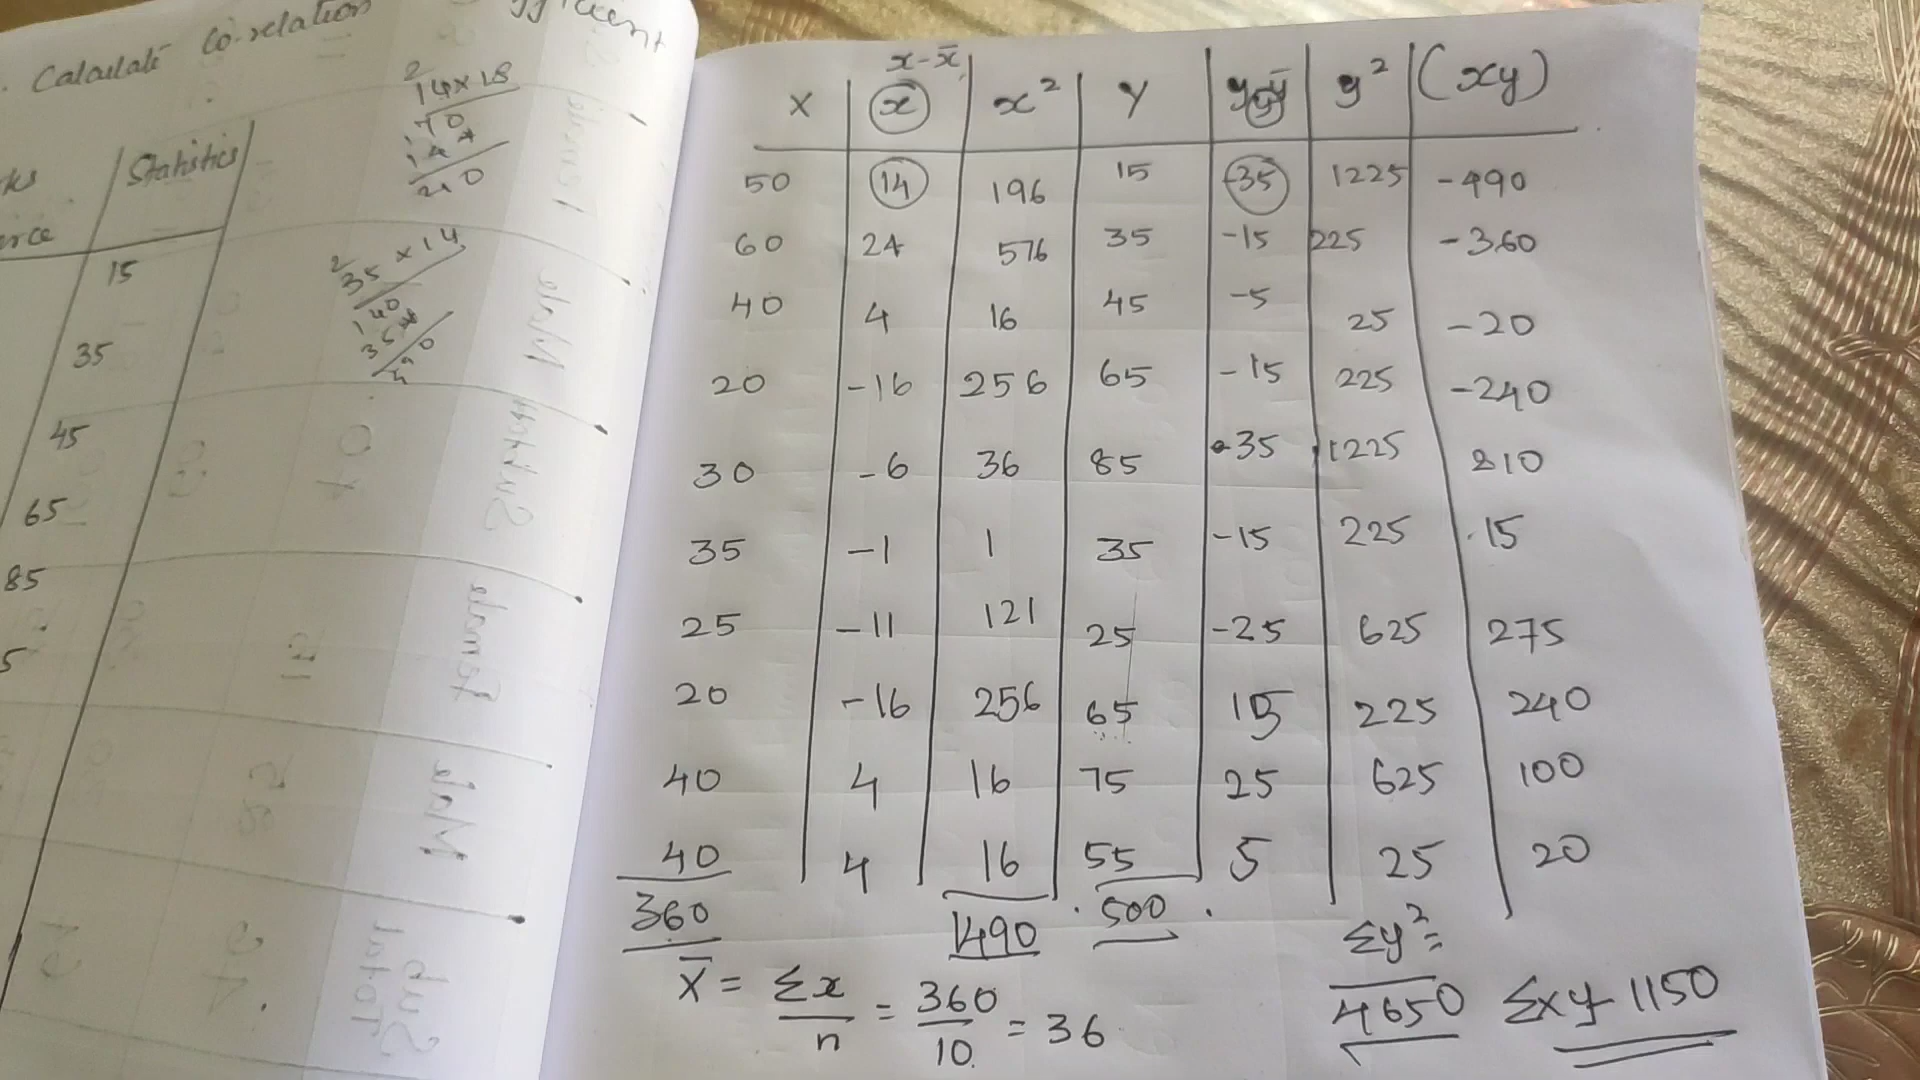 . Calculate Co-relation
2
14 x 18
210
Statistics
15
35
45
65
85
5
2
35 x 14
x - x̄
X | x | x² | Y | y - ȳ | y² | (xy)
50 | 14 | 196 | 15 | -35 | 1225 | -490
60 | 24 | 576 | 35 | -15 | 225 | -360
40 | 4 | 16 | 45 | -5 | 25 | -20
20 | -16 | 256 | 65 | -15 | 225 | -240
30 | -6 | 36 | 85 | 35 | 1225 | 210
35 | -1 | 1 | 35 | -15 | 225 | 15
25 | -11 | 121 | 25 | -25 | 625 | 275
20 | -16 | 256 | 65 | 15 | 225 | 240
40 | 4 | 16 | 75 | 25 | 625 | 100
40 | 4 | 16 | 55 | 5 | 25 | 20
360 1490 500 Σy² = 4650 Σxy = 1150
X̄ = Σx/n = 360/10 = 36